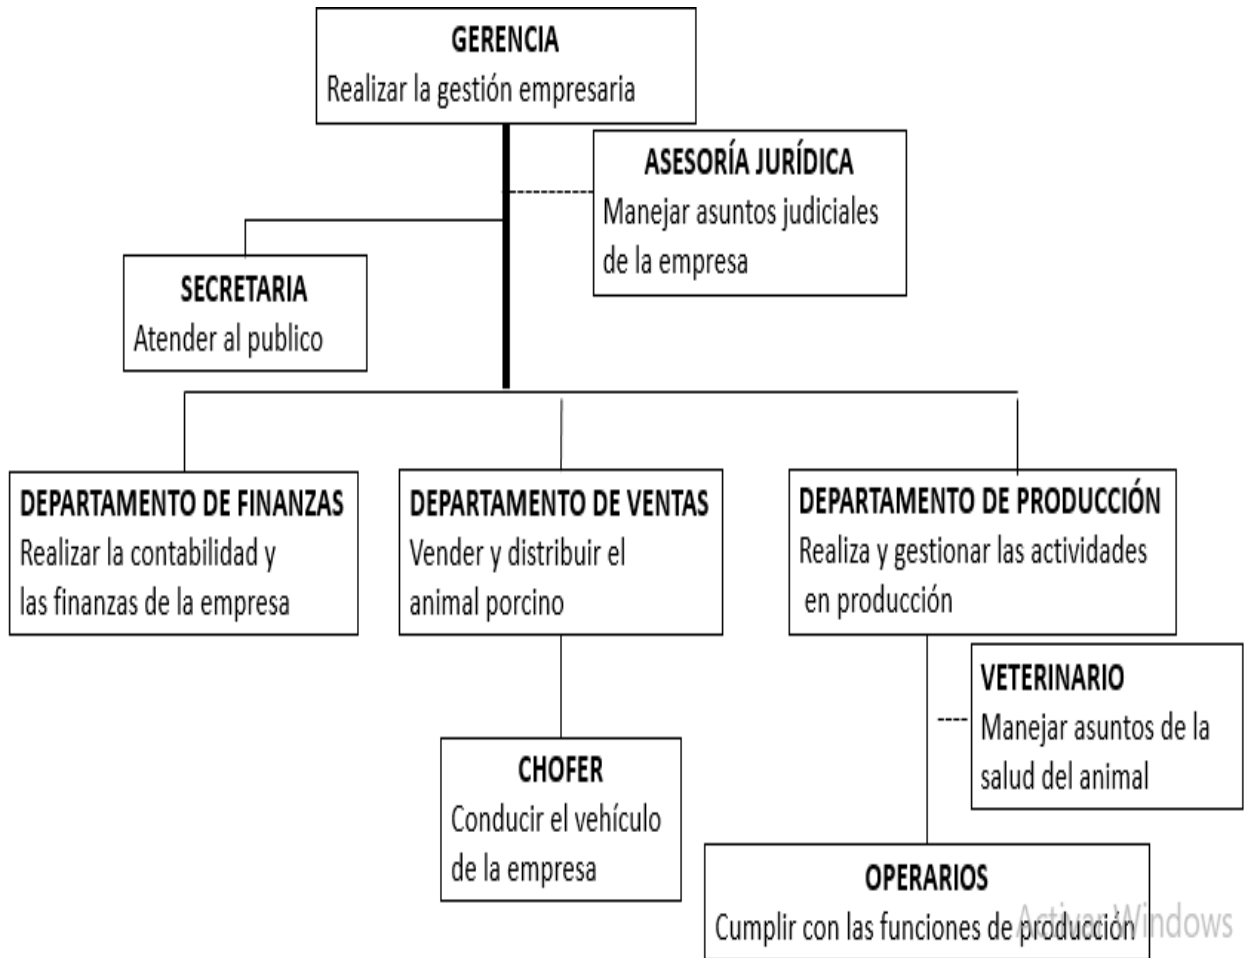 GERENCIA
Realizar la gestión empresaria
ASESORÍA JURÍDICA
Manejar asuntos judiciales
de la empresa
SECRETARIA
Atender al publico
DEPARTAMENTO DE FINANZAS
Realizar la contabilidad y
las finanzas de la empresa
DEPARTAMENTO DE VENTAS
Vender y distribuir el
animal porcino
DEPARTAMENTO DE PRODUCCIÓN
Realiza y gestionar las actividades
en producción
VETERINARIO
Manejar asuntos de la
salud del animal
CHOFER
Conducir el vehículo
de la empresa
OPERARIOS
Cumplir con las funciones de producción
Activar Windows